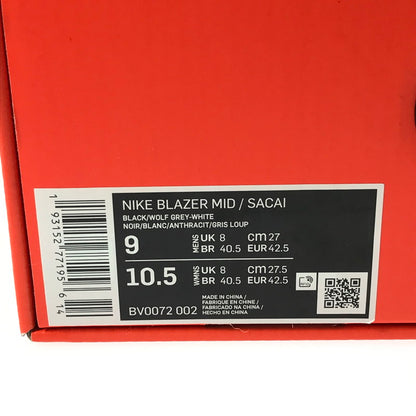 NIKE BLAZER MID / SACAI
BLACK/WOLF GREY-WHITE
NOIR/BLANC/ANTHRACIT/GRIS LOUP
9 MENS UK 8 cm 27
BR 40.5 EUR 42.5
10.5 WMNS UK 8 cm 27.5
BR 40.5 EUR 42.5
MADE IN CHINA /
FABRIQUE EN CHINE /
FABRICADO NA CHINA /
HECHO EN CHINA
BV0072 002
1 93152 77195 6 14